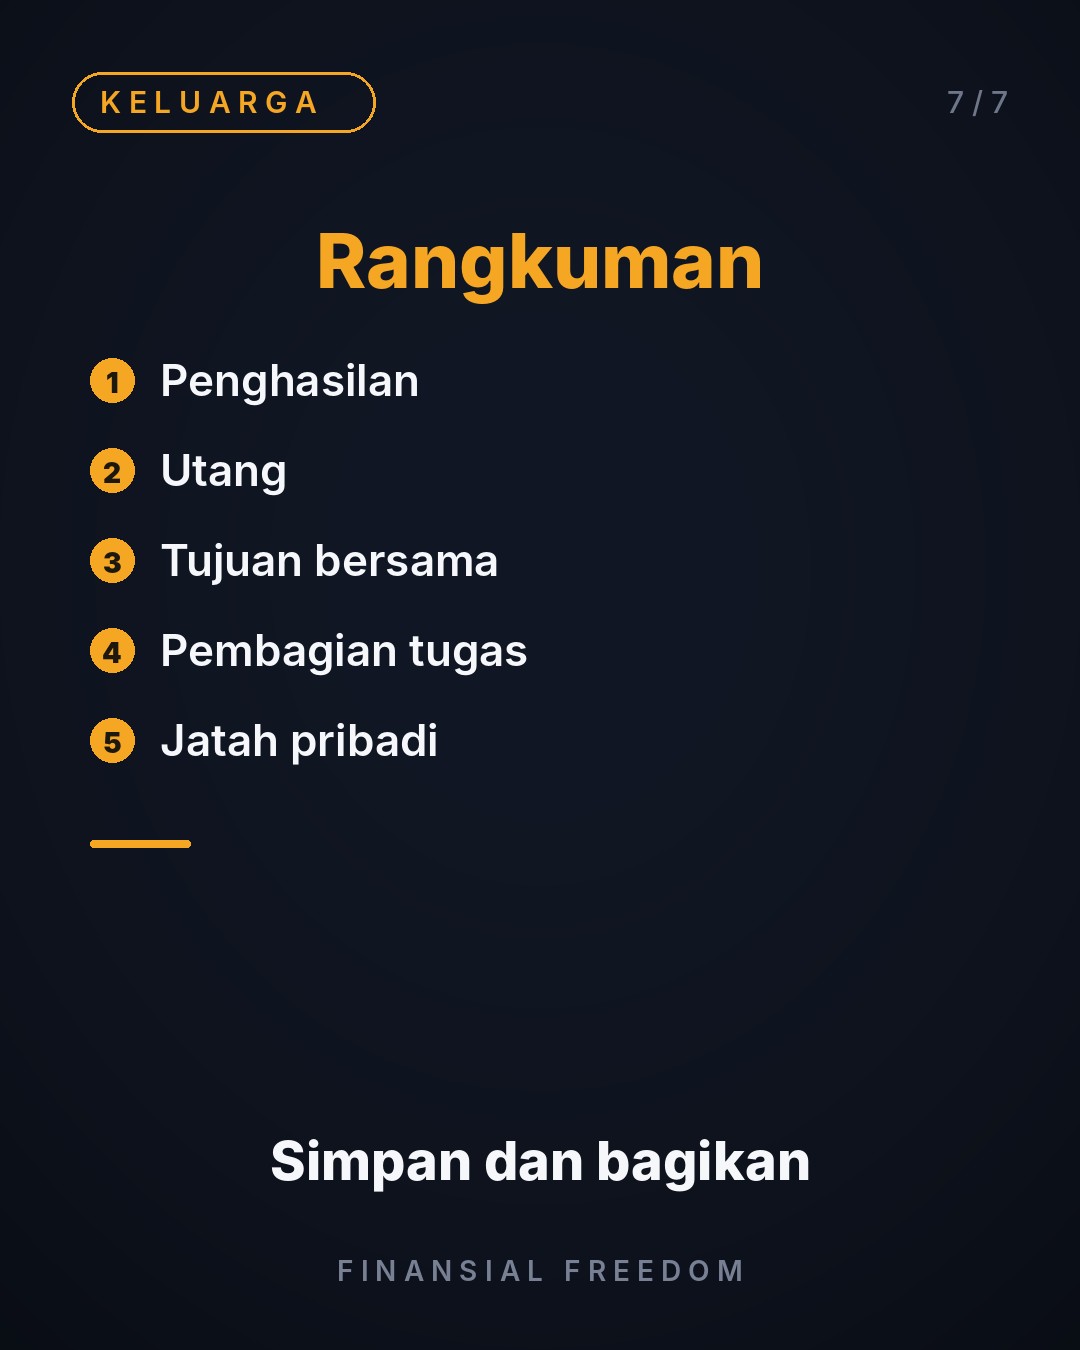 KELUARGA
7/7
Rangkuman
1 Penghasilan
2 Utang
3 Tujuan bersama
4 Pembagian tugas
5 Jatah pribadi
Simpan dan bagikan
FINANSIAL FREEDOM